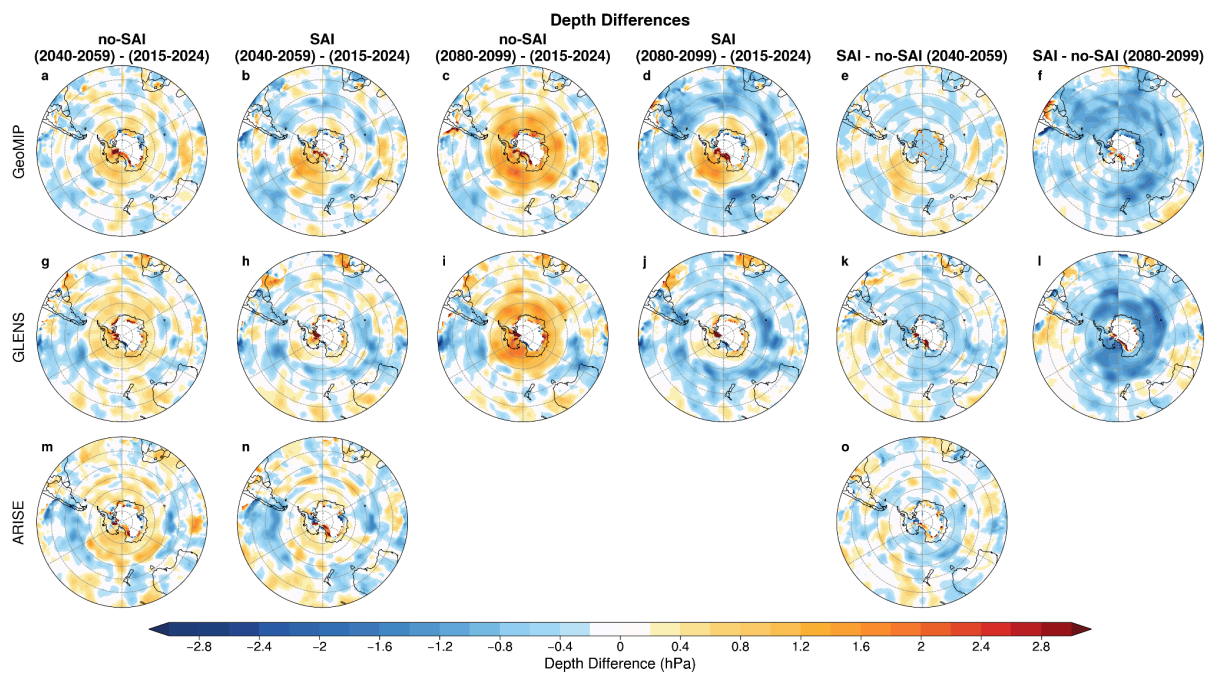 Depth Differences
no-SAI
(2040-2059) - (2015-2024)
SAI
(2040-2059) - (2015-2024)
no-SAI
(2080-2099) - (2015-2024)
SAI
(2080-2099) - (2015-2024)
SAI - no-SAI (2040-2059)
SAI - no-SAI (2080-2099)
a
b
c
d
e
f
GeoMIP
g
h
i
j
k
l
GLENS
m
n
o
ARISE
−2.8 −2.4 −2 −1.6 −1.2 −0.8 −0.4 0 0.4 0.8 1.2 1.6 2 2.4 2.8
Depth Difference (hPa)